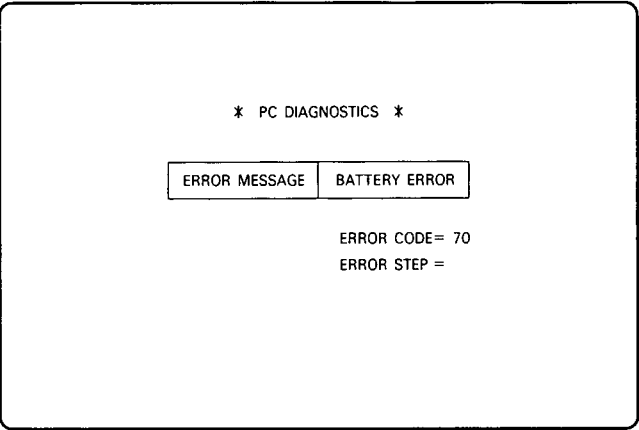 * PC DIAGNOSTICS *
ERROR MESSAGE BATTERY ERROR
ERROR CODE= 70
ERROR STEP =